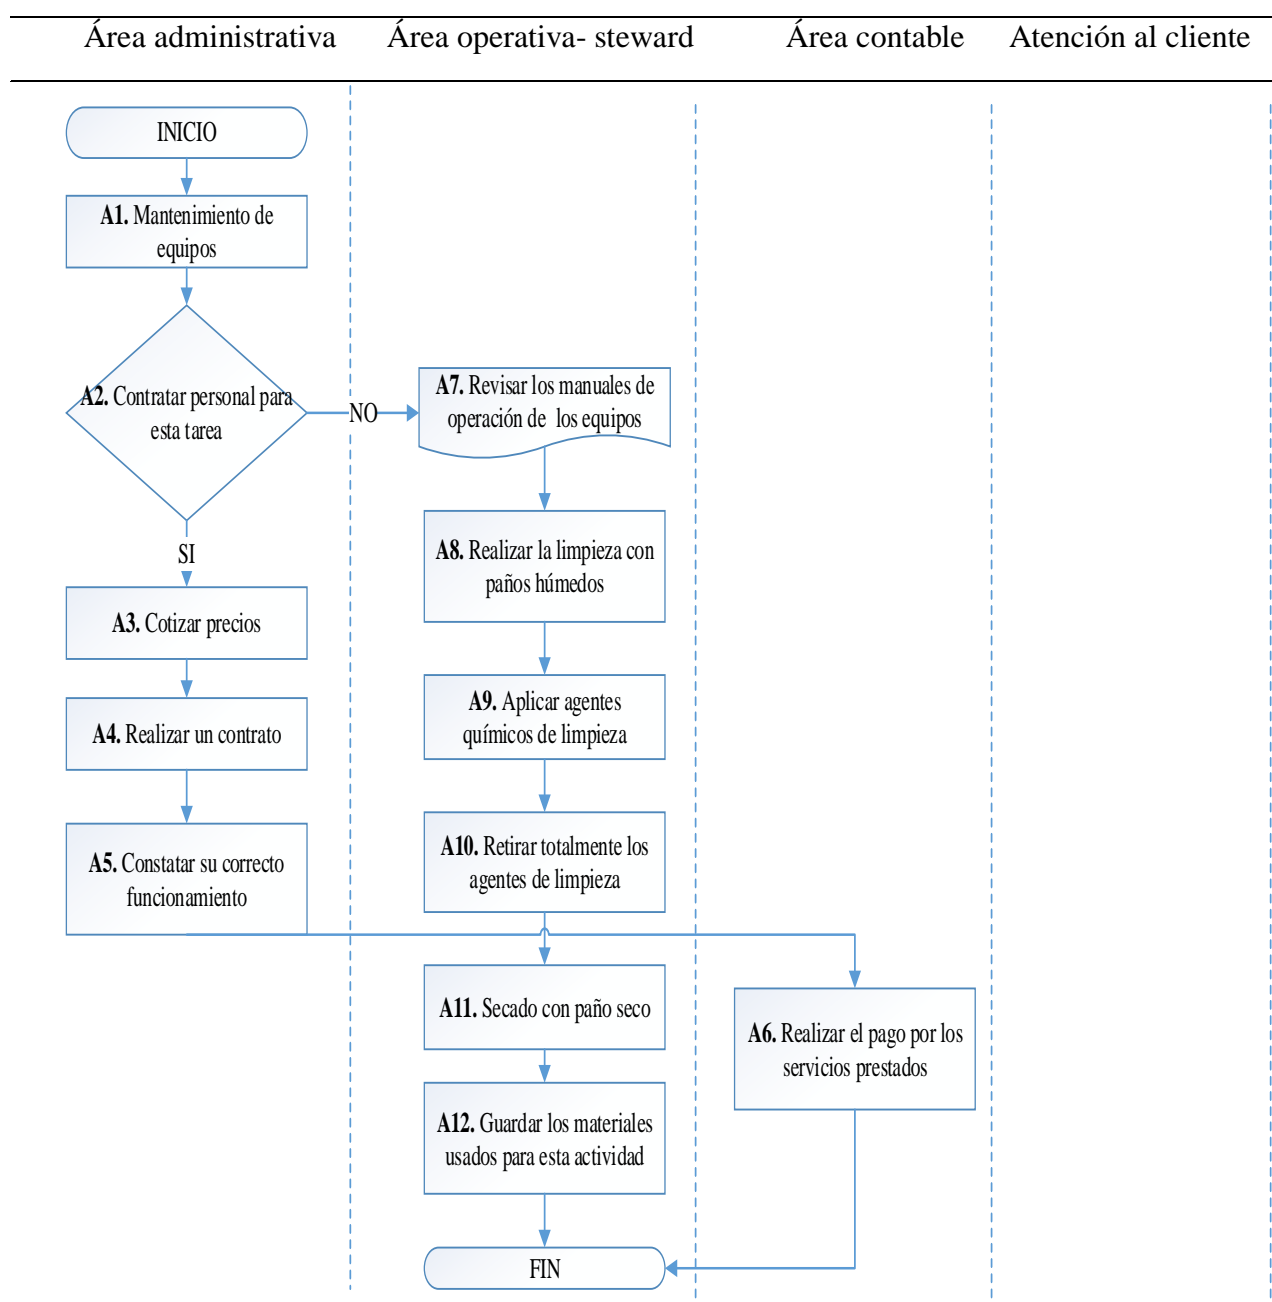 Área administrativa
Área operativa- steward
Área contable
Atención al cliente
INICIO
A1. Mantenimiento de
equipos
A2. Contratar personal para
esta tarea
NO
SI
A3. Cotizar precios
A4. Realizar un contrato
A5. Constatar su correcto
funcionamiento
A7. Revisar los manuales de
operación de los equipos
A8. Realizar la limpieza con
paños húmedos
A9. Aplicar agentes
químicos de limpieza
A10. Retirar totalmente los
agentes de limpieza
A11. Secado con paño seco
A12. Guardar los materiales
usados para esta actividad
FIN
A6. Realizar el pago por los
servicios prestados